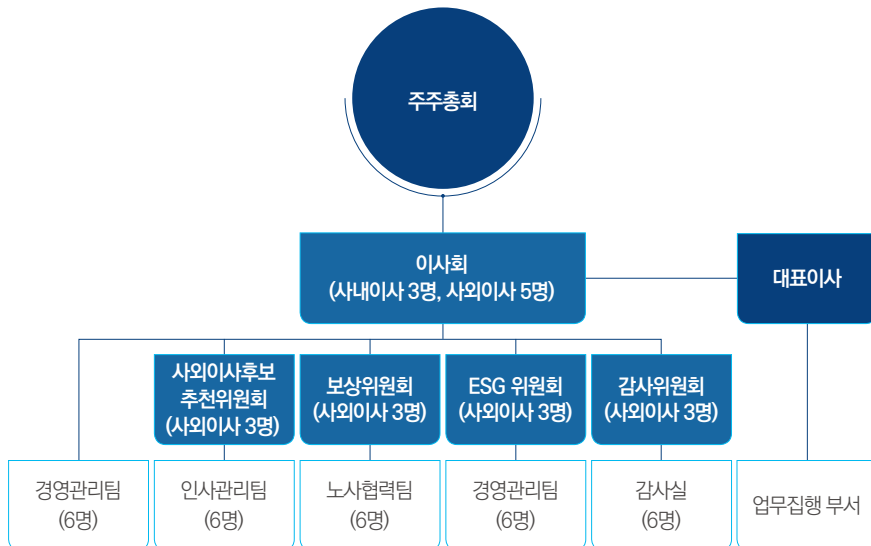 주주총회
이사회
(사내이사 3명, 사외이사 5명)
대표이사
사외이사후보
추천위원회
(사외이사 3명)
보상위원회
(사외이사 3명)
ESG 위원회
(사외이사 3명)
감사위원회
(사외이사 3명)
경영관리팀
(6명)
인사관리팀
(6명)
노사협력팀
(6명)
경영관리팀
(6명)
감사실
(6명)
업무집행 부서